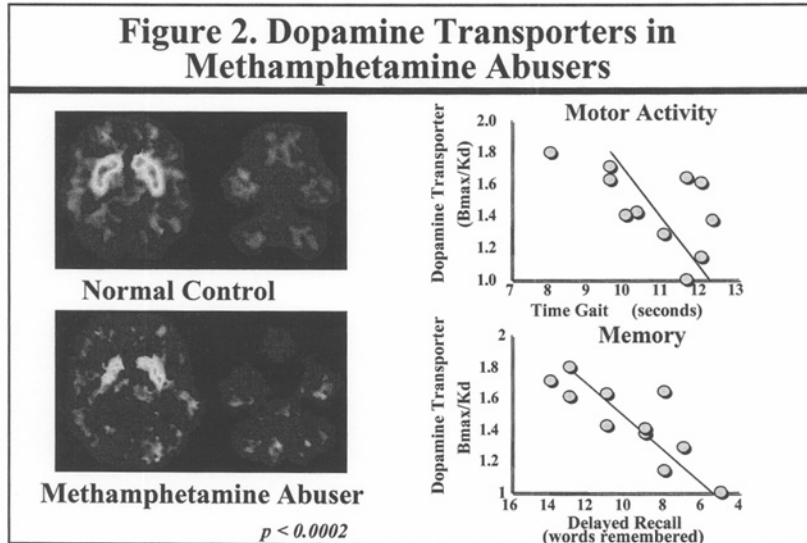 Figure 2. Dopamine Transporters in
Methamphetamine Abusers
Normal Control
Methamphetamine Abuser
p < 0.0002
Motor Activity
Dopamine Transporter
(Bmax/Kd)
2.0
1.8
1.6
1.4
1.2
1.0
7 8 9 10 11 12 13
Time Gait (seconds)
Memory
Dopamine Transporter
Bmax/Kd
2
1.8
1.6
1.4
1.2
1
16 14 12 10 8 6 4
Delayed Recall
(words remembered)